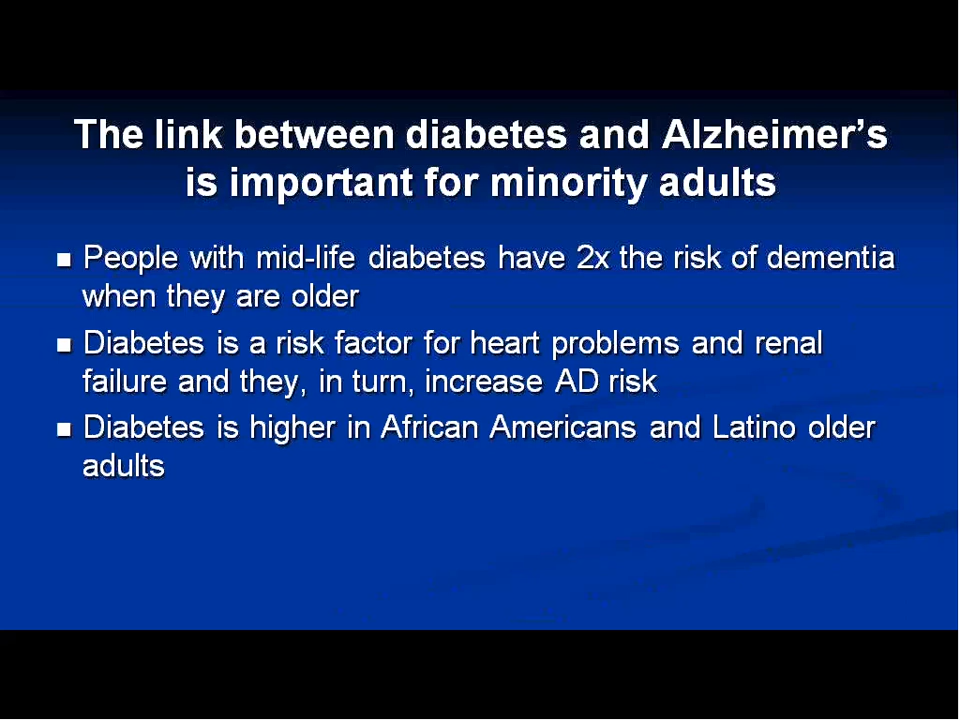 The link between diabetes and Alzheimer's
is important for minority adults
■ People with mid-life diabetes have 2x the risk of dementia
when they are older
■ Diabetes is a risk factor for heart problems and renal
failure and they, in turn, increase AD risk
■ Diabetes is higher in African Americans and Latino older
adults